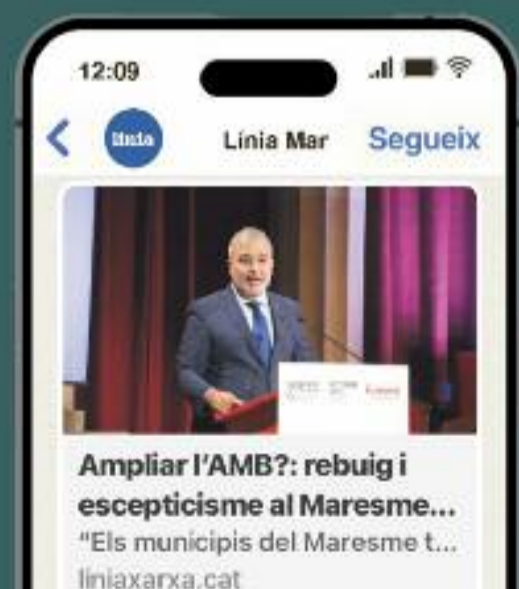 12:09
línia
Línia Mar
Segueix
Ampliar l'AMB?: rebuig i
escepticisme al Maresme...
"Els municipis del Maresme t...
liniaxarxa.cat